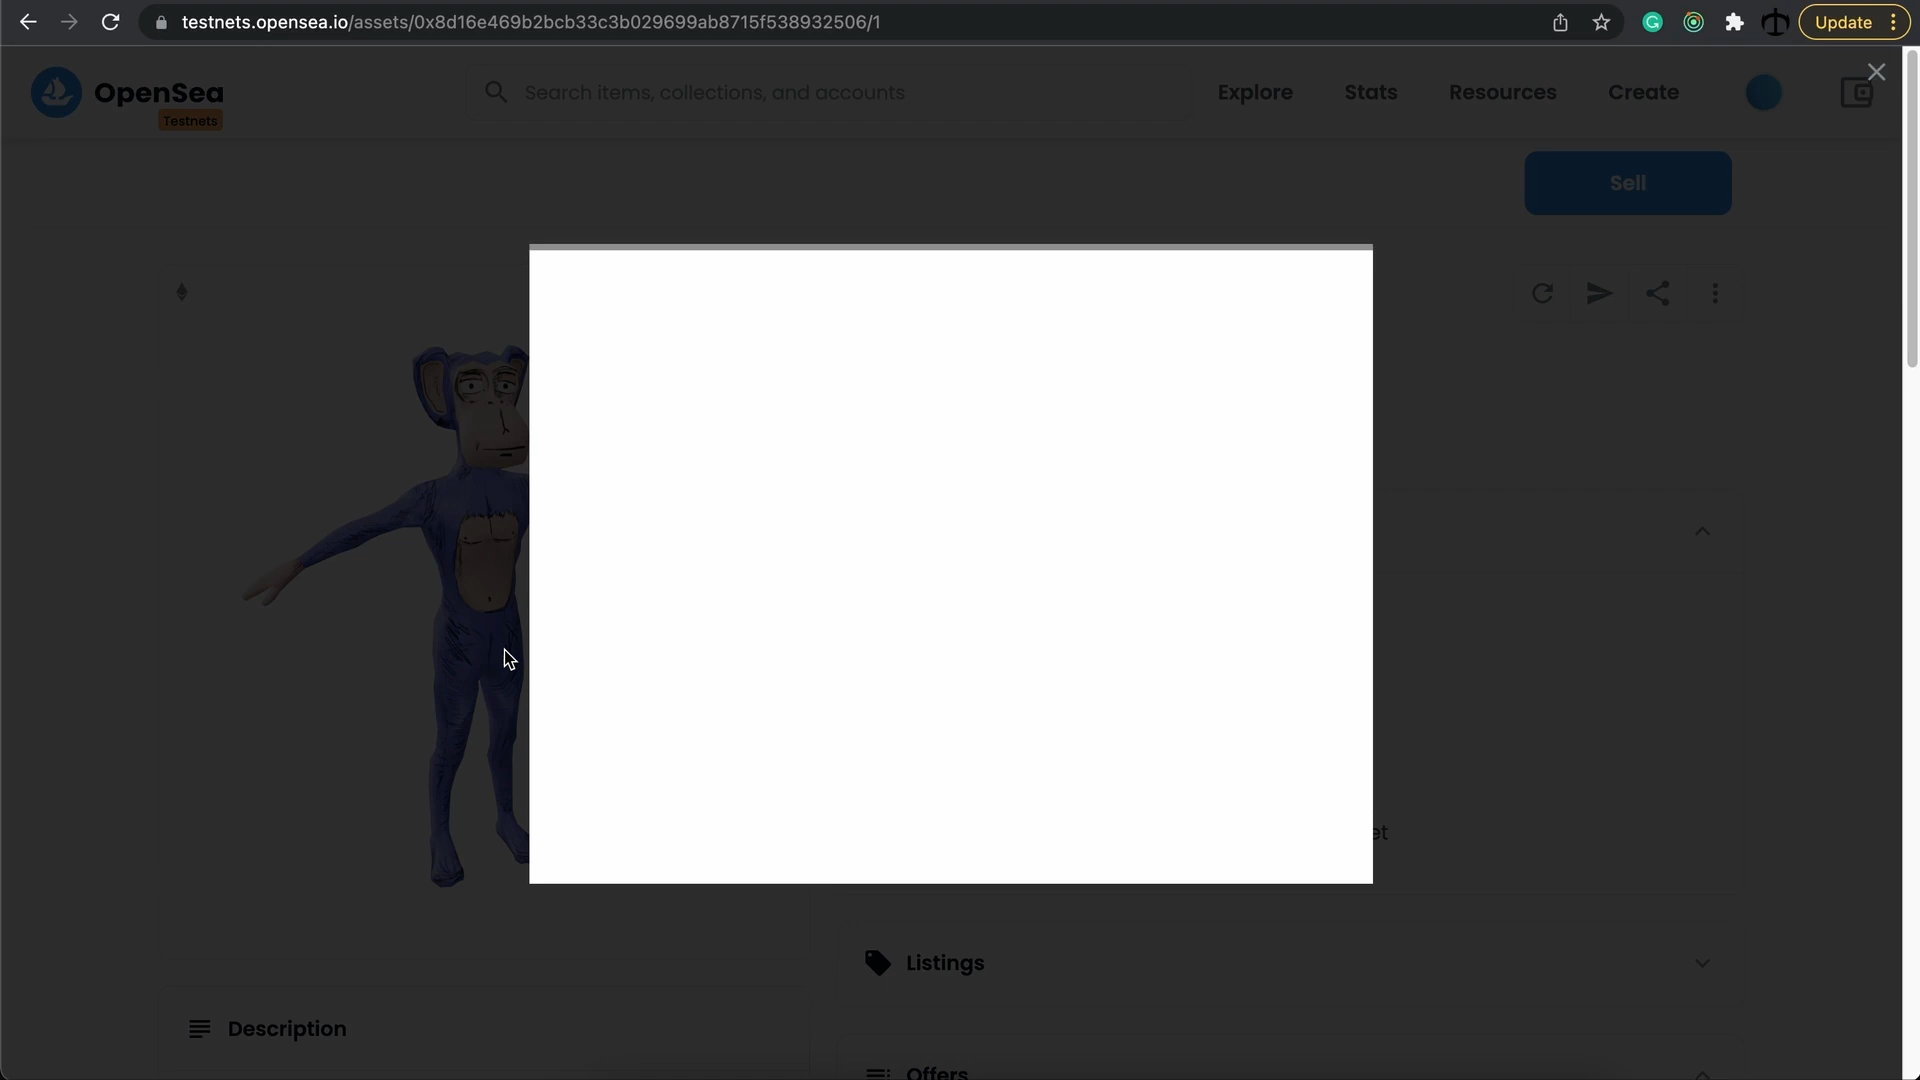 testnets.opensea.io/assets/0x8d16e469b2bcb33c3b029699ab8715f538932506/1
Update
OpenSea
Testnets
Search items, collections, and accounts
Explore
Stats
Resources
Create
Sell
et
Listings
Description
Offers